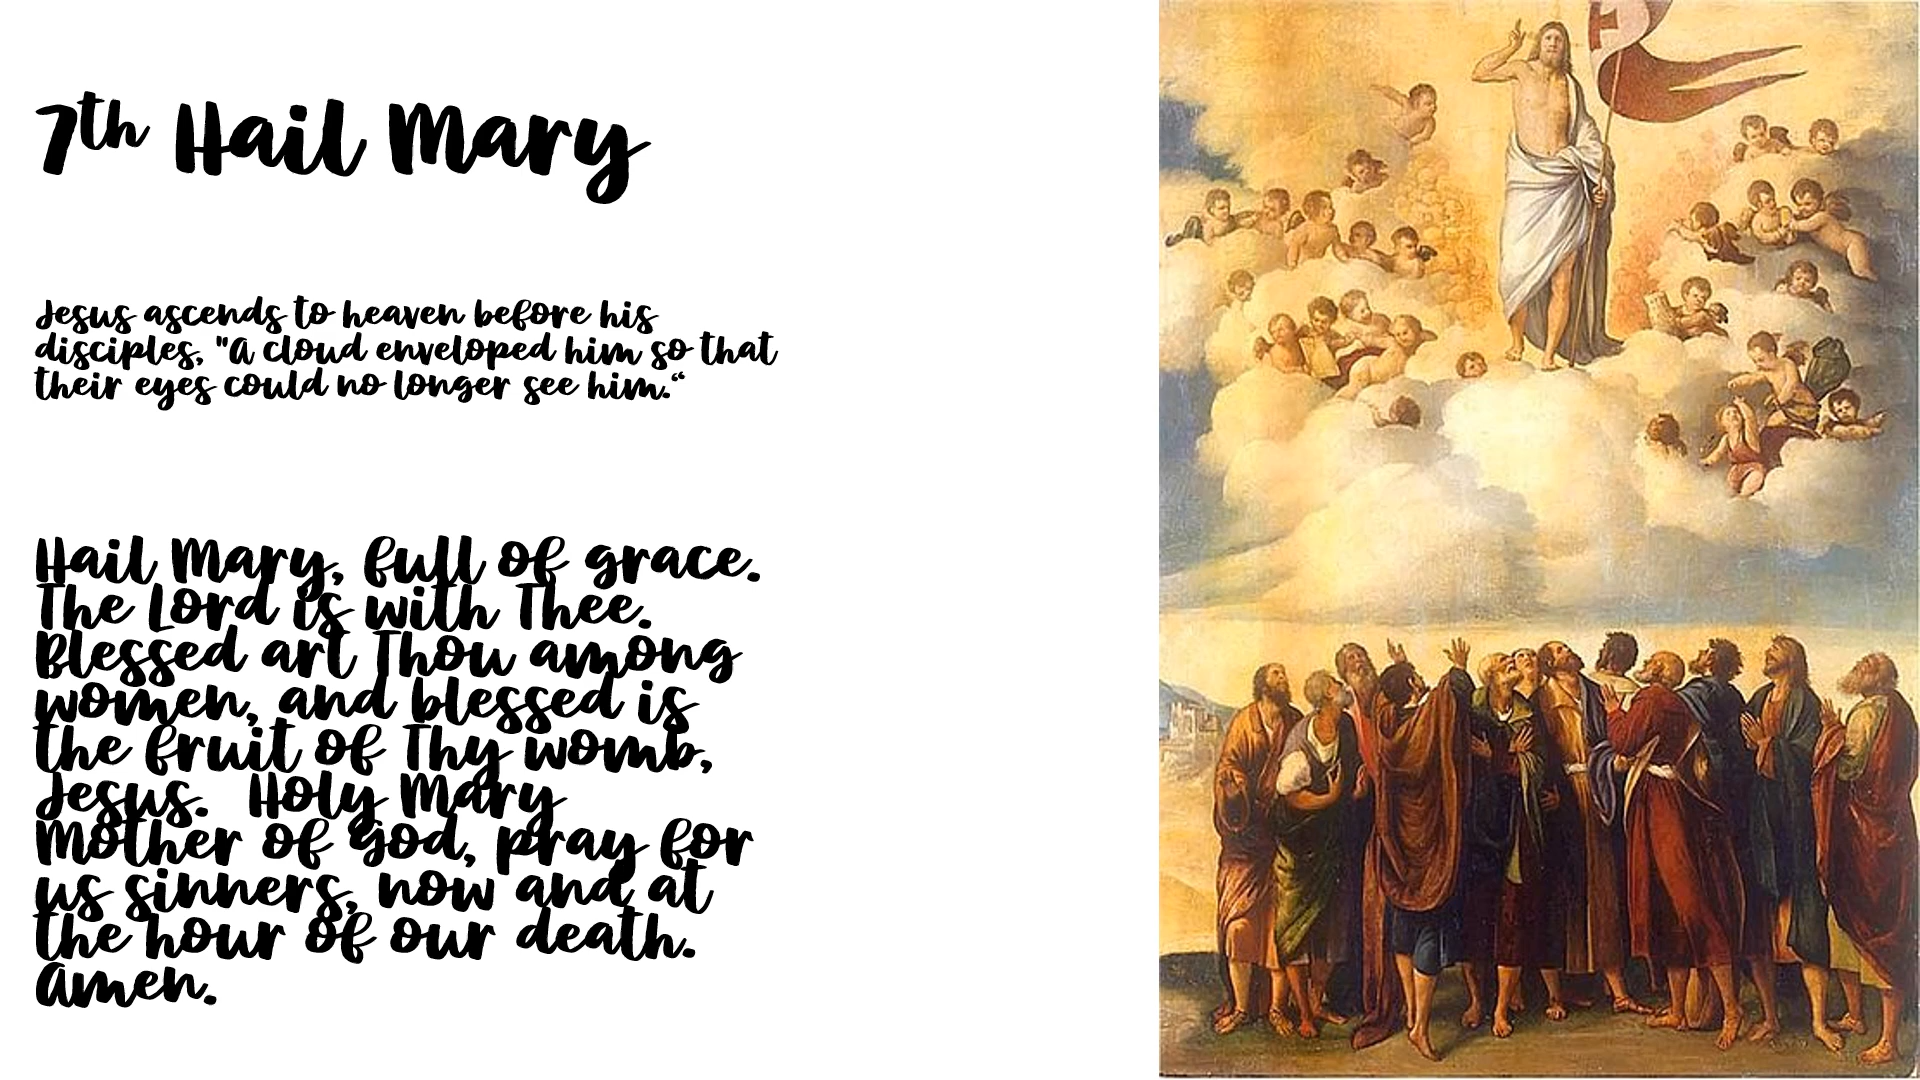 7th Hail Mary
Jesus ascends to heaven before his
disciples, "A cloud enveloped him so that
their eyes could no longer see him.“
Hail Mary, full of grace.
The Lord is with Thee.
Blessed art Thou among
women, and blessed is
the fruit of Thy womb,
Jesus.  Holy Mary
Mother of God, pray for
us sinners, now and at
the hour of our death.
Amen.